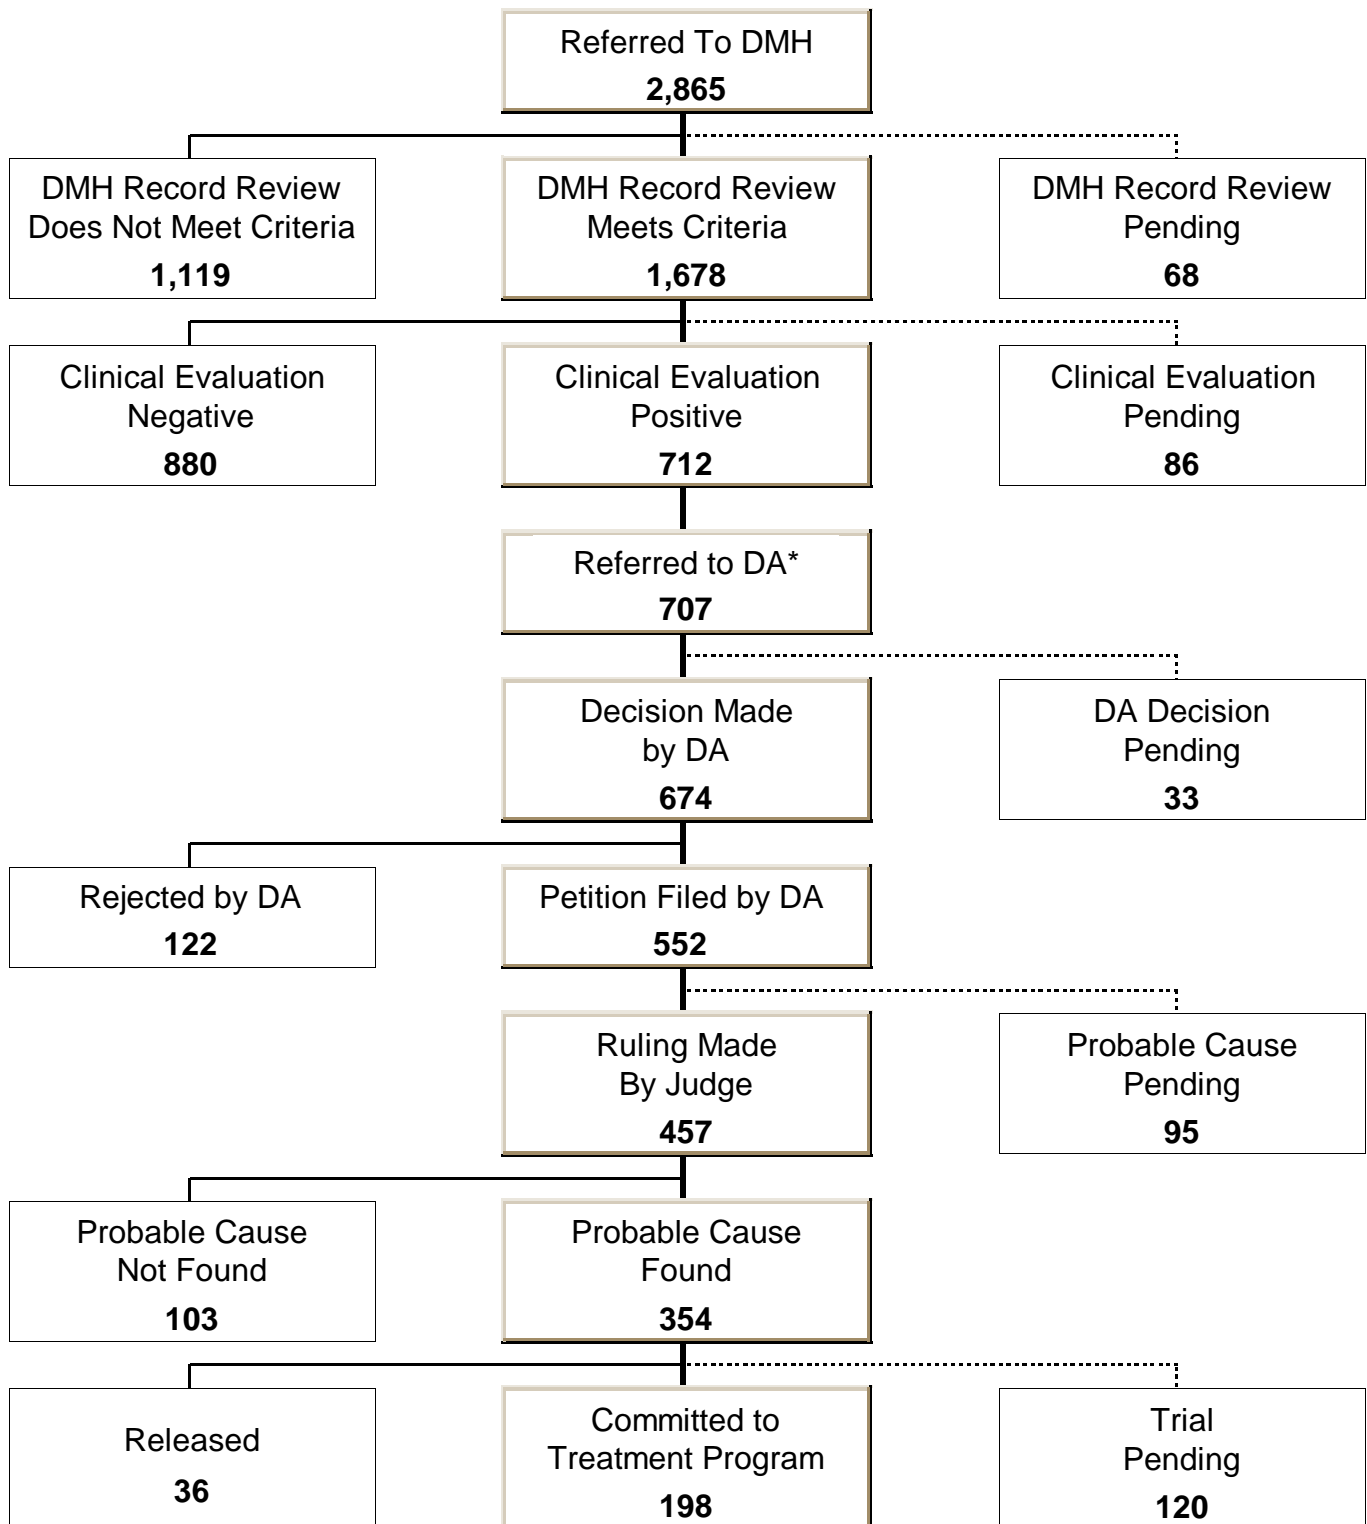 Referred To DMH
2,865
DMH Record Review
Does Not Meet Criteria
1,119
DMH Record Review
Meets Criteria
1,678
DMH Record Review
Pending
68
Clinical Evaluation
Negative
880
Clinical Evaluation
Positive
712
Clinical Evaluation
Pending
86
Referred to DA*
707
Decision Made
by DA
674
DA Decision
Pending
33
Rejected by DA
122
Petition Filed by DA
552
Ruling Made
By Judge
457
Probable Cause
Pending
95
Probable Cause
Not Found
103
Probable Cause
Found
354
Released
36
Committed to
Treatment Program
198
Trial
Pending
120